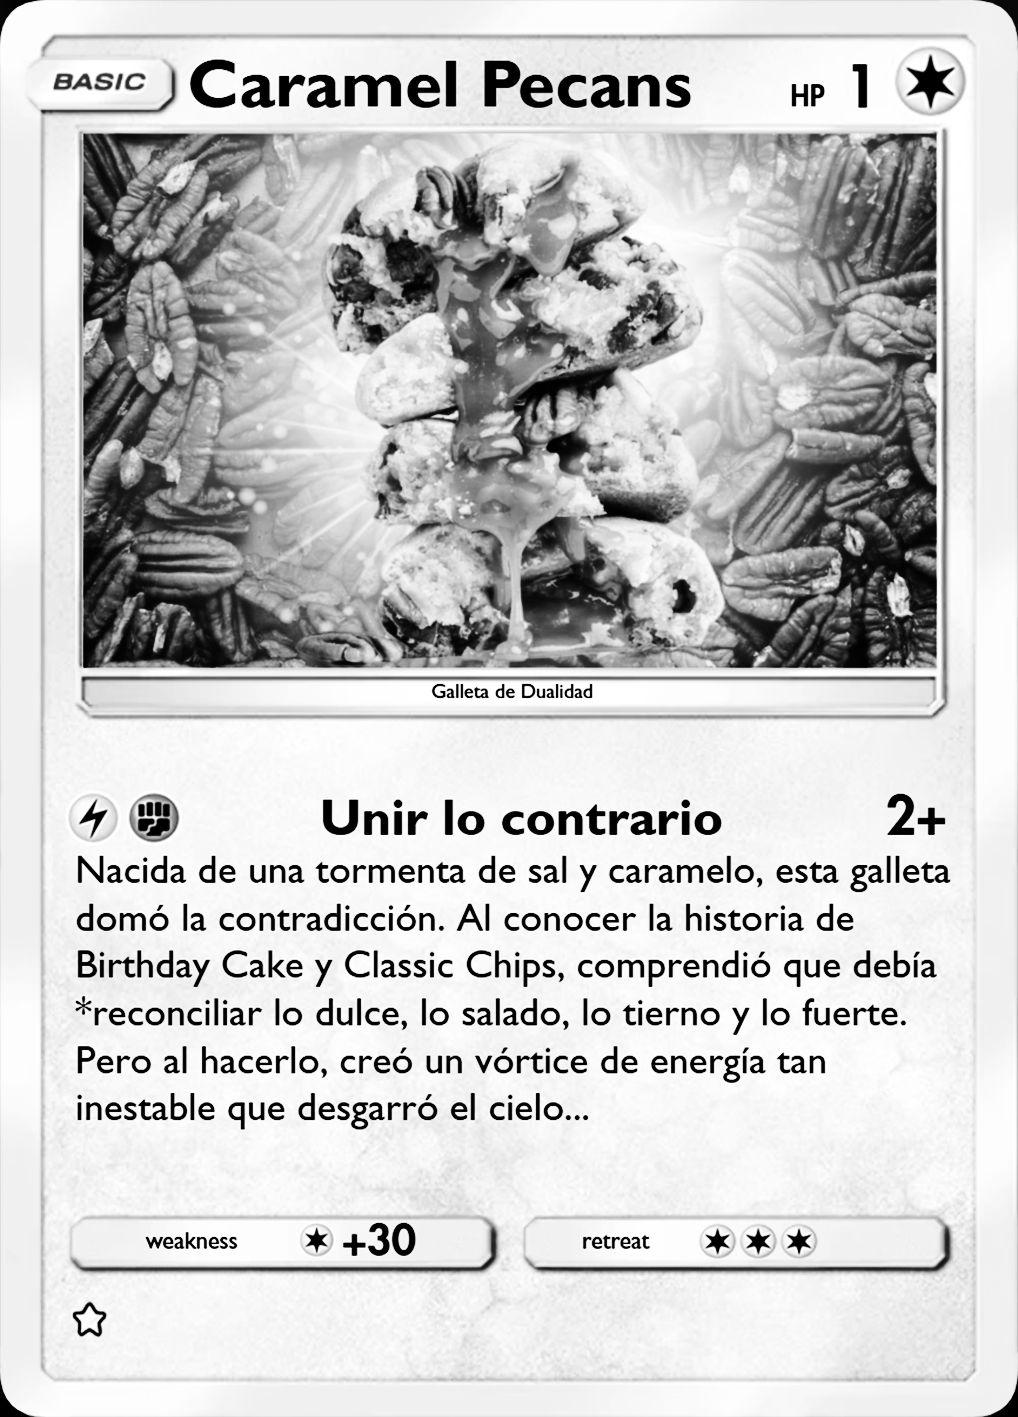 BASIC Caramel Pecans HP 1
Galleta de Dualidad
Unir lo contrario 2+
Nacida de una tormenta de sal y caramelo, esta galleta
domó la contradicción. Al conocer la historia de
Birthday Cake y Classic Chips, comprendió que debía
*reconciliar lo dulce, lo salado, lo tierno y lo fuerte.
Pero al hacerlo, creó un vórtice de energía tan
inestable que desgarró el cielo...
weakness +30 retreat